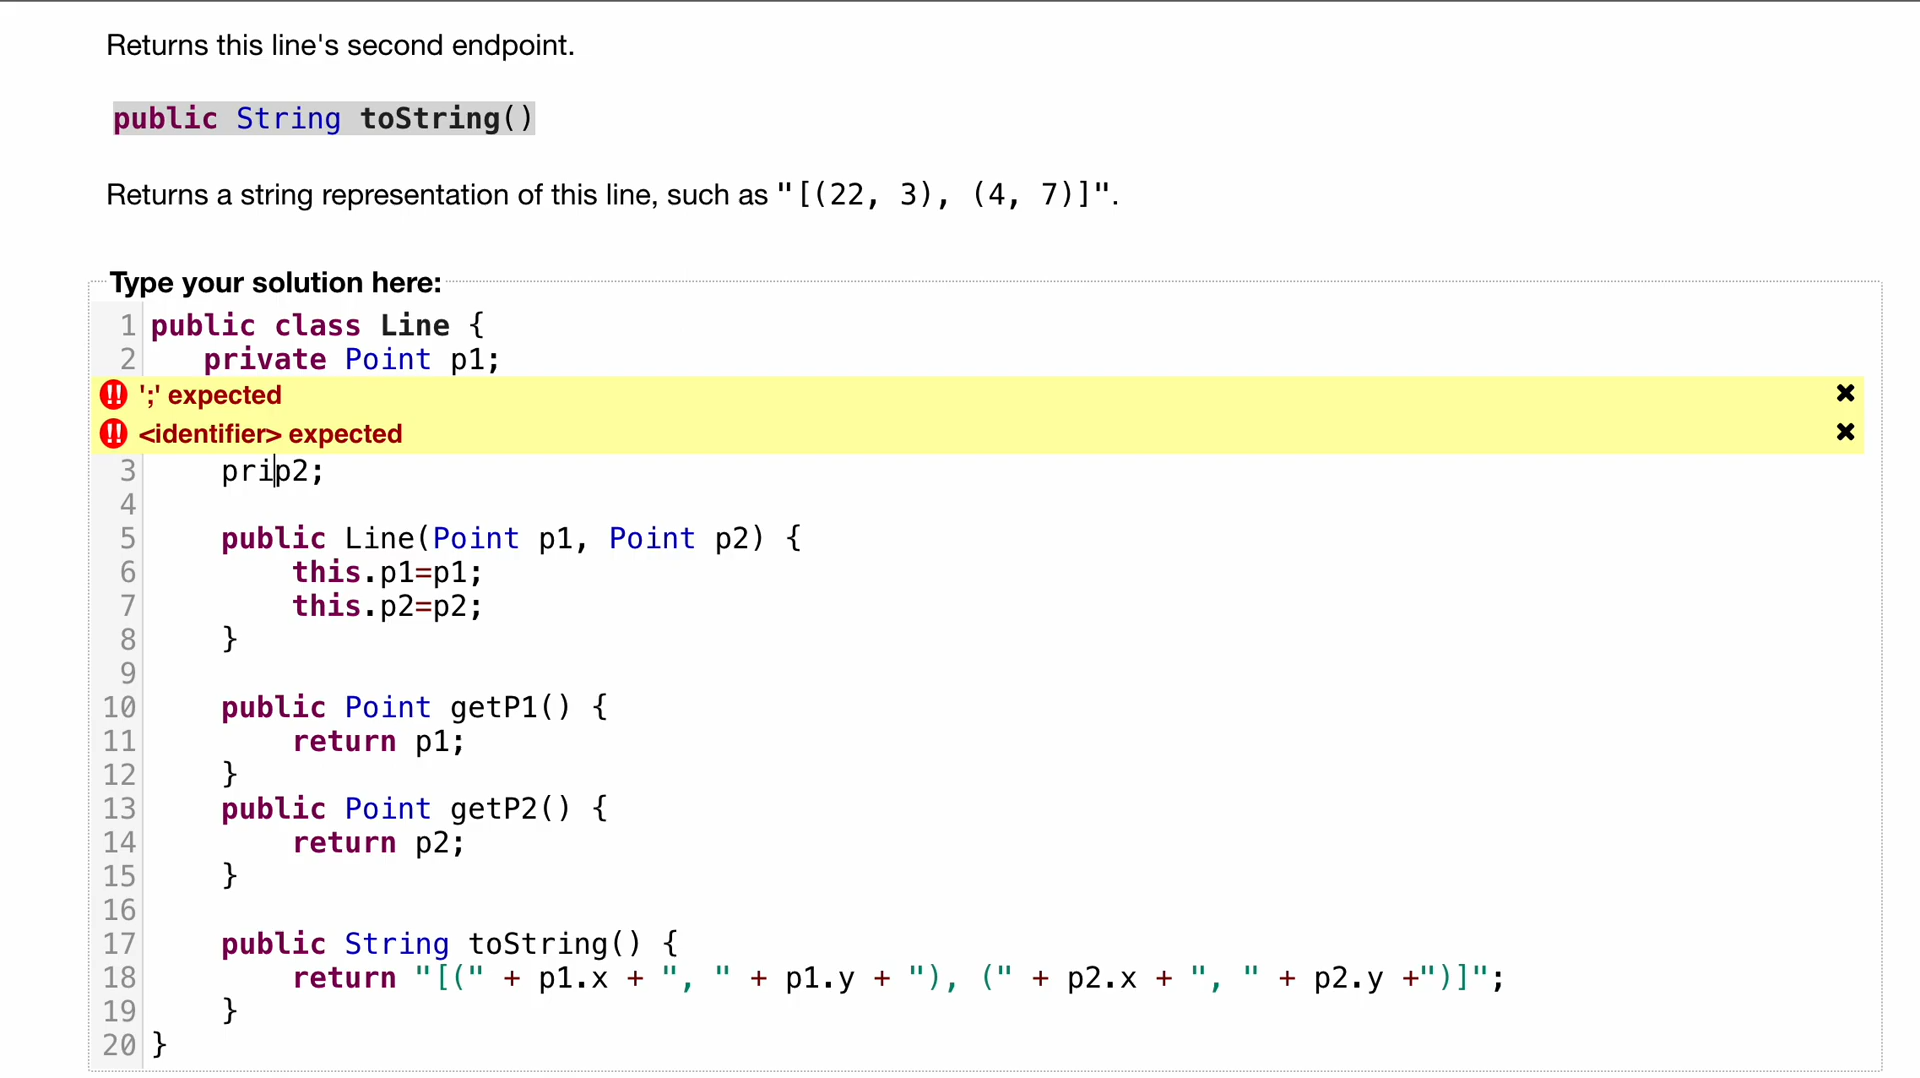 Returns this line's second endpoint.
public String toString()
Returns a string representation of this line, such as "[(22, 3), (4, 7)]".
Type your solution here:
1 public class Line {
2 private Point p1;
';' expected
<identifier> expected
3 prip2;
4
5 public Line(Point p1, Point p2) {
6 this.p1=p1;
7 this.p2=p2;
8 }
9
10 public Point getP1() {
11 return p1;
12 }
13 public Point getP2() {
14 return p2;
15 }
16
17 public String toString() {
18 return "[(" + p1.x + ", " + p1.y + "), (" + p2.x + ", " + p2.y +")]";
19 }
20 }